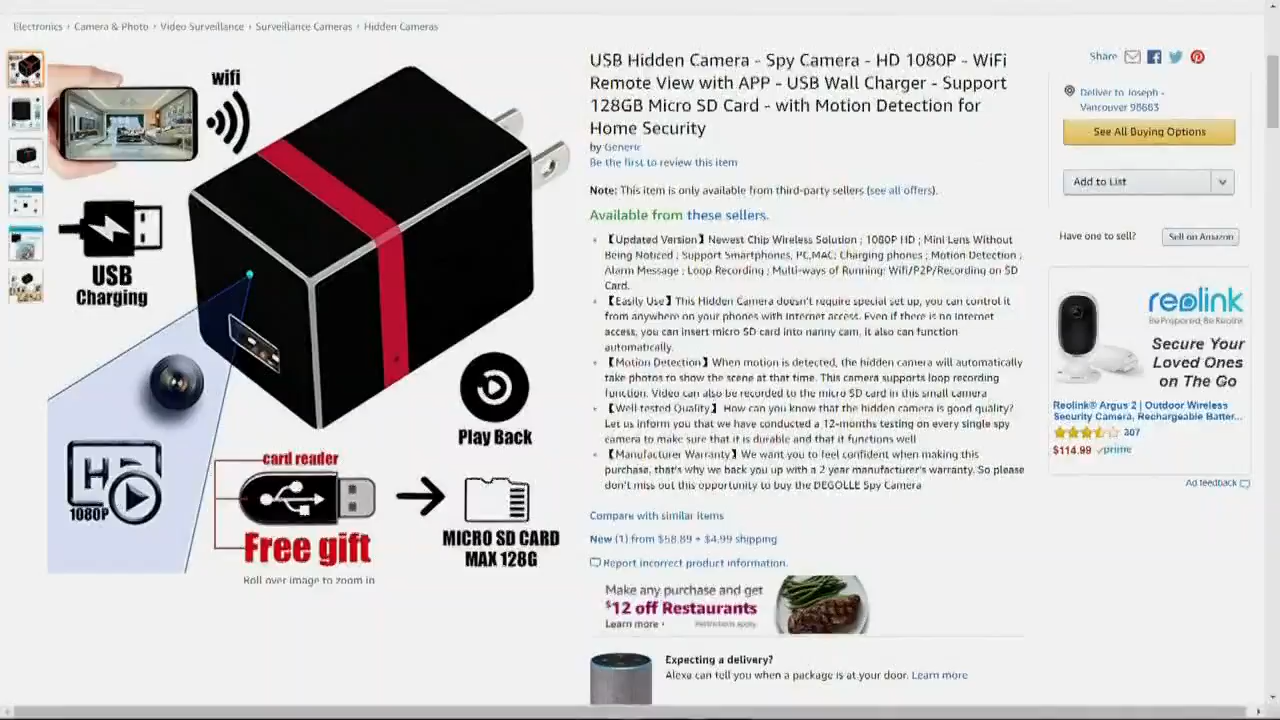 Electronics › Camera & Photo › Video Surveillance › Surveillance Cameras › Hidden Cameras
wifi
USB
Charging
1080P
Play Back
card reader
Free gift
MICRO SD CARD
MAX 128G
Roll over image to zoom in
USB Hidden Camera - Spy Camera - HD 1080P - WiFi
Remote View with APP - USB Wall Charger - Support
128GB Micro SD Card - with Motion Detection for
Home Security
by Generic
Be the first to review this item
Note: This item is only available from third-party sellers (see all offers).
Available from these sellers.
【Updated Version】Newest Chip Wireless Solution ; 1080P HD ; Mini Lens Without
Being Noticed ; Support Smartphones, PC,MAC; Charging phones ; Motion Detection ;
Alarm Message ; Loop Recording ; Multi-ways of Running: Wifi/P2P/Recording on SD
Card.
【Easily Use】This Hidden Camera doesn't require special set up, you can control it
from anywhere on your phones with Internet access. Even if there is no Internet
access, you can insert micro SD card into nanny cam, it also can function
automatically.
【Motion Detection】When motion is detected, the hidden camera will automatically
take photos to show the scene at that time. This camera supports loop recording
function. Video can also be recorded to the micro SD card in this small camera
【Well-tested Quality】 How can you know that the hidden camera is good quality?
Let us inform you that we have conducted a 12-months testing on every single spy
camera to make sure that it is durable and that it functions well
【Manufacturer Warranty】We want you to feel confident when making this
purchase, that's why we back you up with a 2 year manufacturer's warranty. So please
don't miss out this opportunity to buy the DEGOLLE Spy Camera
Compare with similar items
New (1) from $58.89 + $4.99 shipping
Report incorrect product information.
Make any purchase and get
$12 off Restaurants
Learn more ›
Restrictions apply.
Expecting a delivery?
Alexa can tell you when a package is at your door. Learn more
Share
Deliver to Joseph -
Vancouver 98683
See All Buying Options
Add to List
Have one to sell?
Sell on Amazon
reolink
Be Prepared, Be Reolink
Secure Your
Loved Ones
on The Go
Reolink® Argus 2 | Outdoor Wireless
Security Camera, Rechargeable Batter...
307
$114.99 prime
Ad feedback